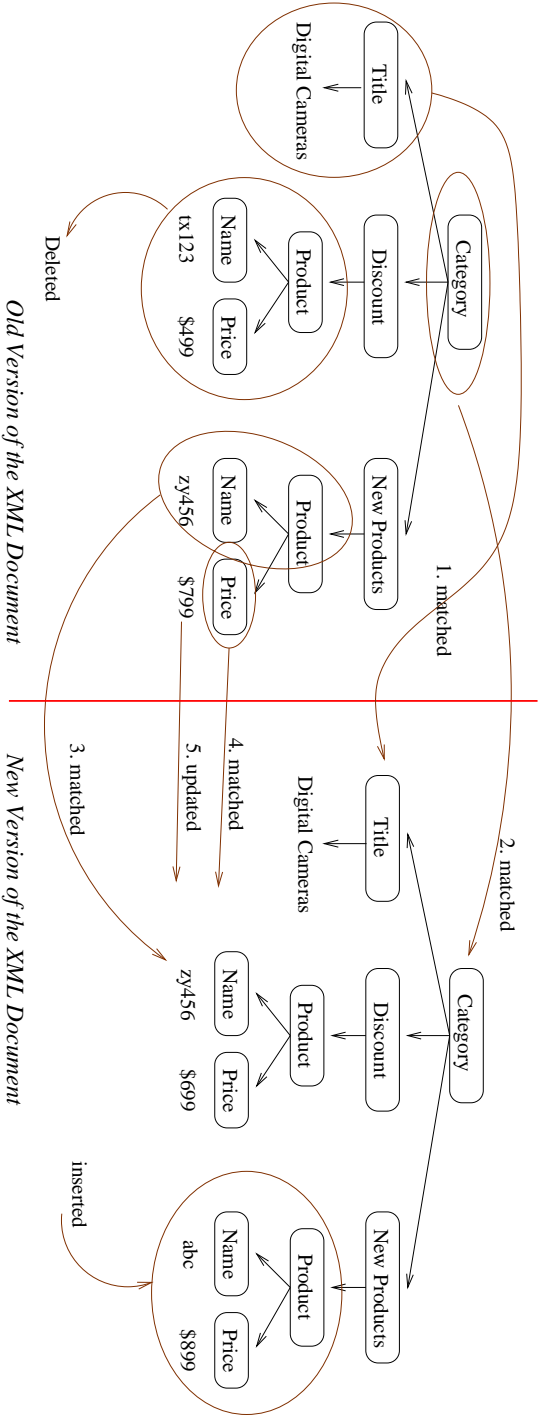 Category
Title
Discount
New Products
Digital Cameras
Product
Product
Name
Price
Name
Price
tx123
$499
zy456
$799
Deleted
Old Version of the XML Document
1. matched
2. matched
4. matched
5. updated
3. matched
Category
Title
Discount
New Products
Digital Cameras
Product
Product
Name
Price
Name
Price
zy456
$699
abc
$899
inserted
New Version of the XML Document